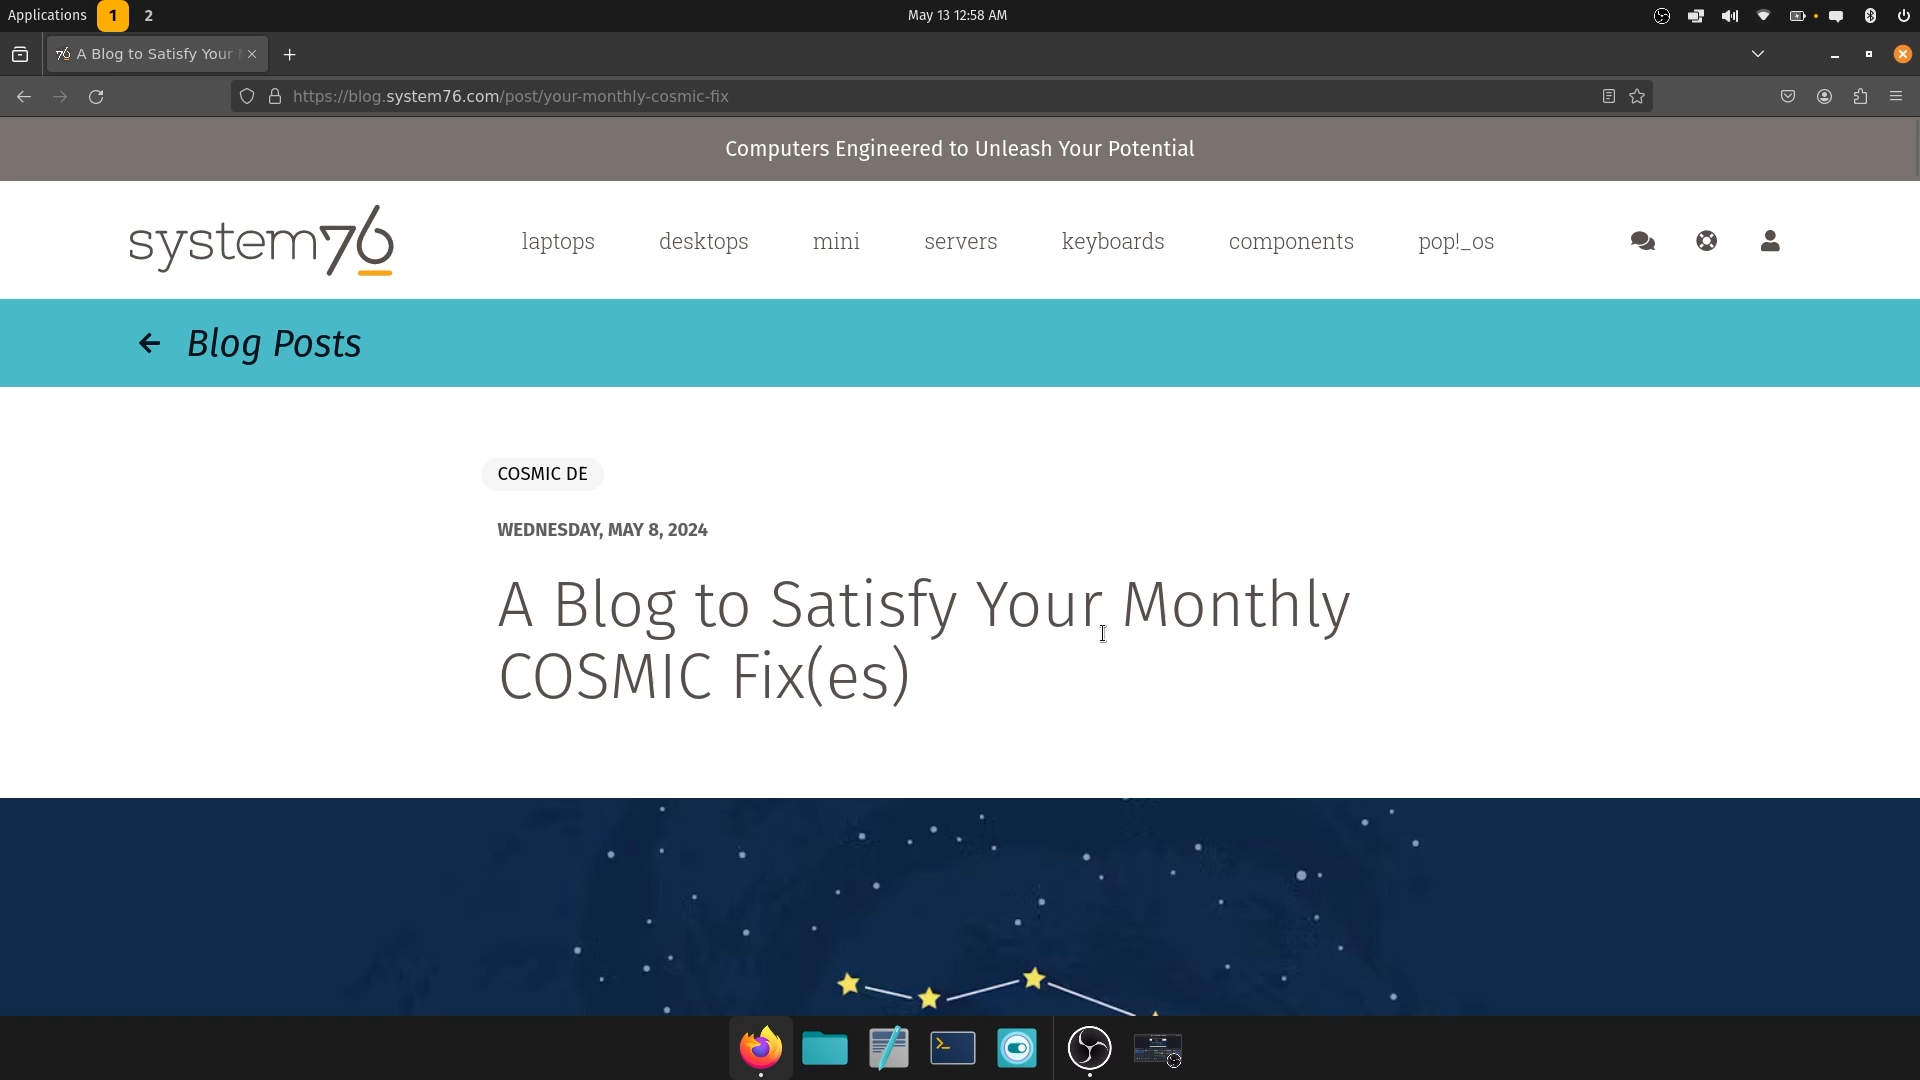 Applications 1 2 May 13 12:58 AM
A Blog to Satisfy Your
https://blog.system76.com/post/your-monthly-cosmic-fix
Computers Engineered to Unleash Your Potential
system76 laptops desktops mini servers keyboards components pop!_os
Blog Posts
COSMIC DE
WEDNESDAY, MAY 8, 2024
A Blog to Satisfy Your Monthly
COSMIC Fix(es)